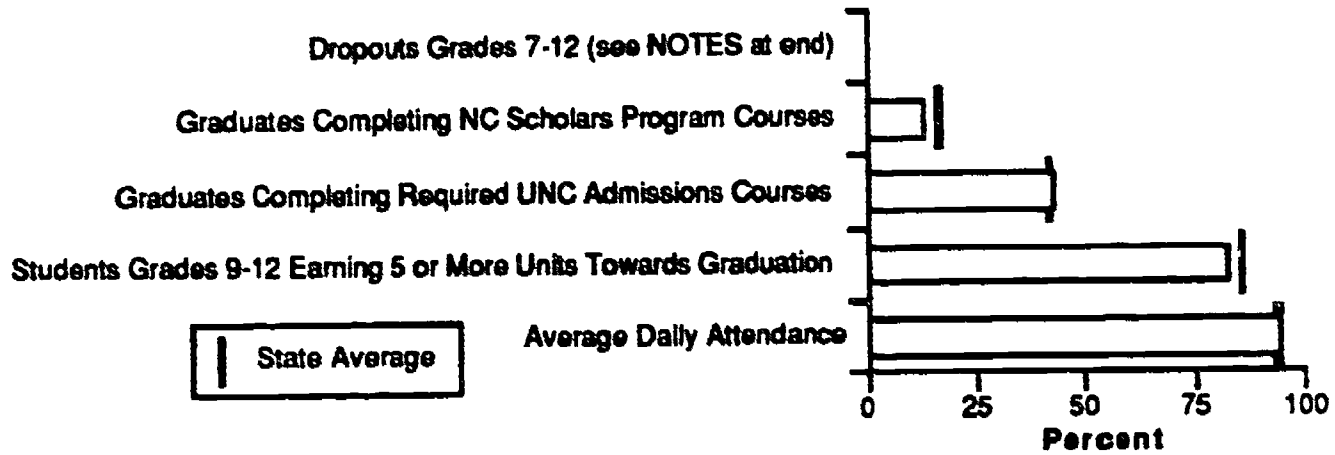 Dropouts Grades 7-12 (see NOTES at end)
Graduates Completing NC Scholars Program Courses
Graduates Completing Required UNC Admissions Courses
Students Grades 9-12 Earning 5 or More Units Towards Graduation
Average Daily Attendance
State Average
0 25 50 75 100
Percent